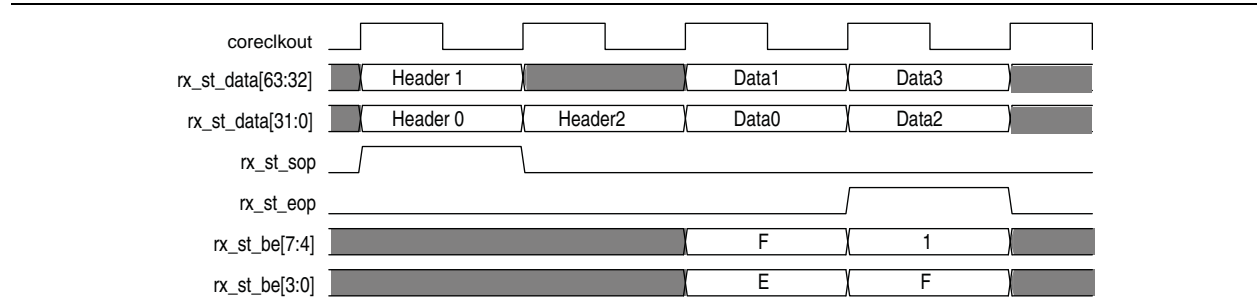 coreclkout
rx_st_data[63:32] Header 1 Data1 Data3
rx_st_data[31:0] Header 0 Header2 Data0 Data2
rx_st_sop
rx_st_eop
rx_st_be[7:4] F 1
rx_st_be[3:0] E F